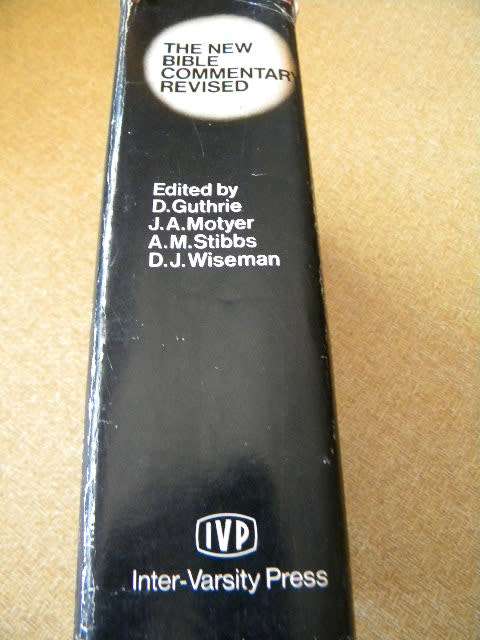 THE NEW
BIBLE
COMMENTARY
REVISED
Edited by
D.Guthrie
J.A.Motyer
A.M.Stibbs
D.J.Wiseman
IVP
Inter-Varsity Press